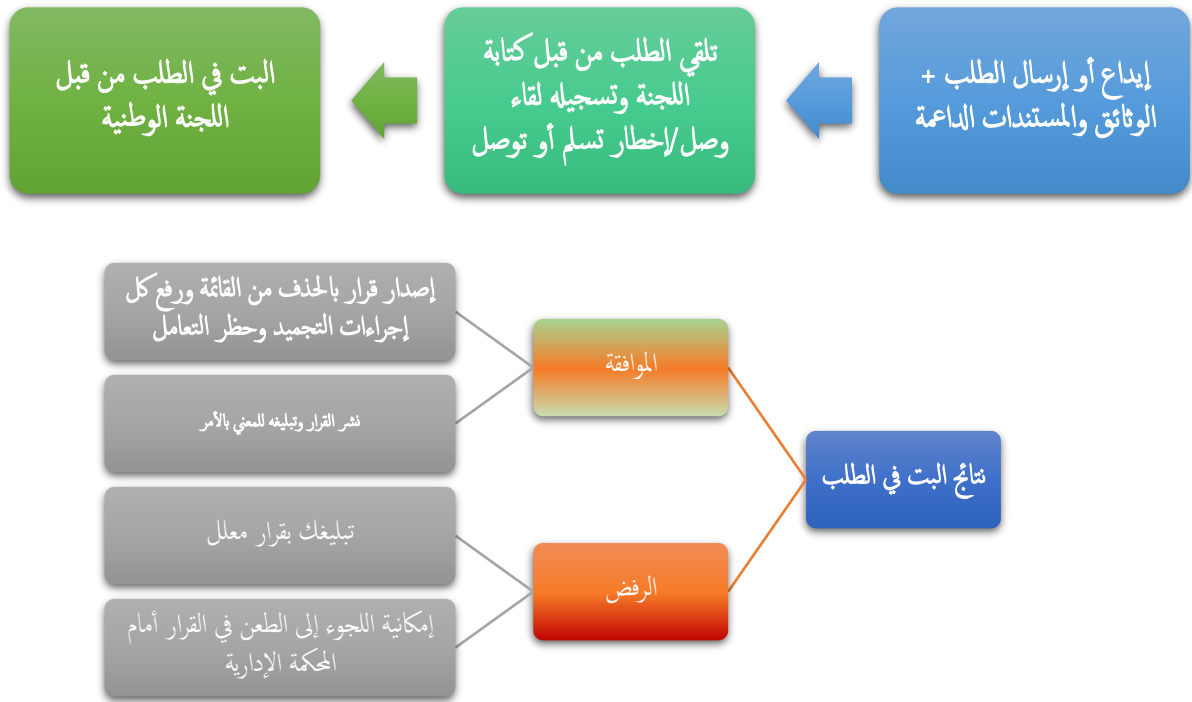 إيداع أو إرسال الطلب +
الوثائق والمستندات الداعمة
تلقي الطلب من قبل كتابة
اللجنة وتسجيله لقاء
وصل/إخطار تسلم أو توصل
البت في الطلب من قبل
اللجنة الوطنية
نتائج البت في الطلب
الموافقة
إصدار قرار بالحذف من القائمة ورفع كل
إجراءات التجميد وحظر التعامل
نشر القرار وتبليغه للمعني بالأمر
الرفض
تبليغك بقرار معلل
إمكانية اللجوء إلى الطعن في القرار أمام
المحكمة الإدارية